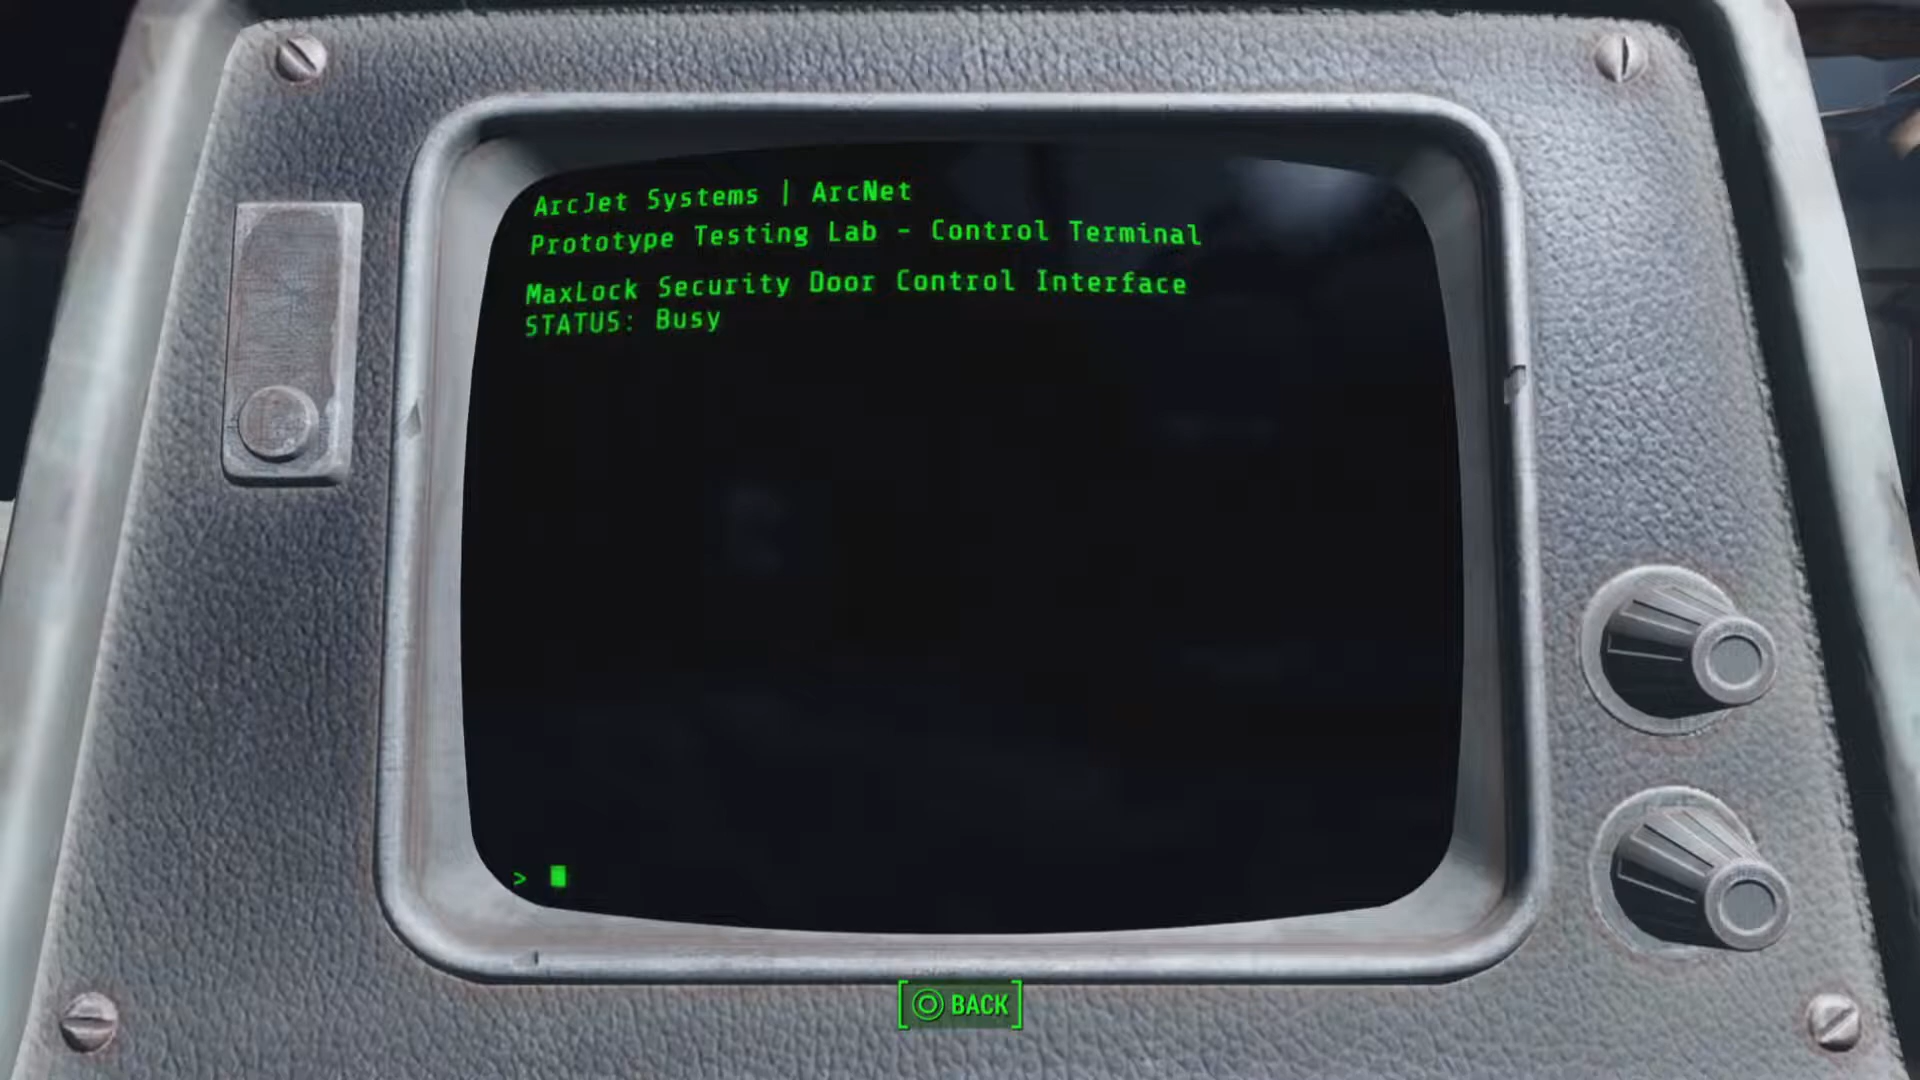 ArcJet Systems | ArcNet
Prototype Testing Lab - Control Terminal
MaxLock Security Door Control Interface
STATUS: Busy
>
BACK